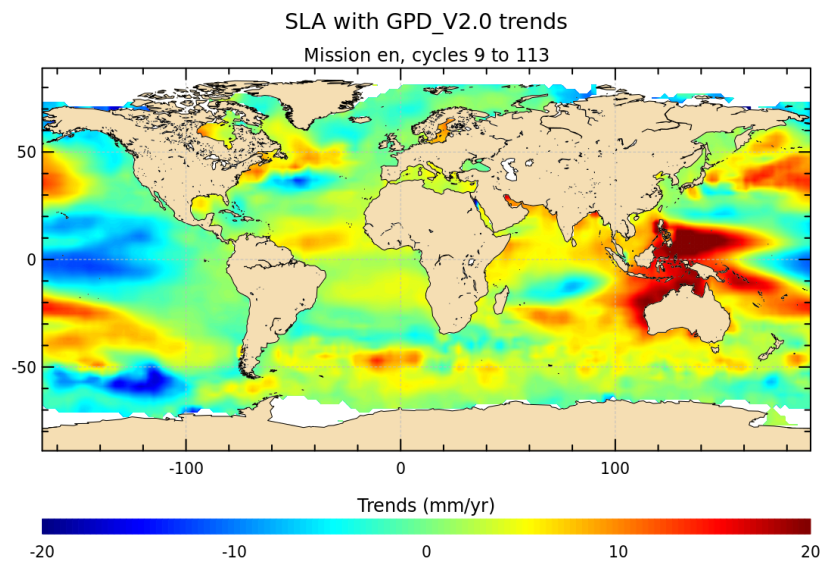 SLA with GPD_V2.0 trends
Mission en, cycles 9 to 113
50
0
-50
-100 0 100
Trends (mm/yr)
-20 -10 0 10 20